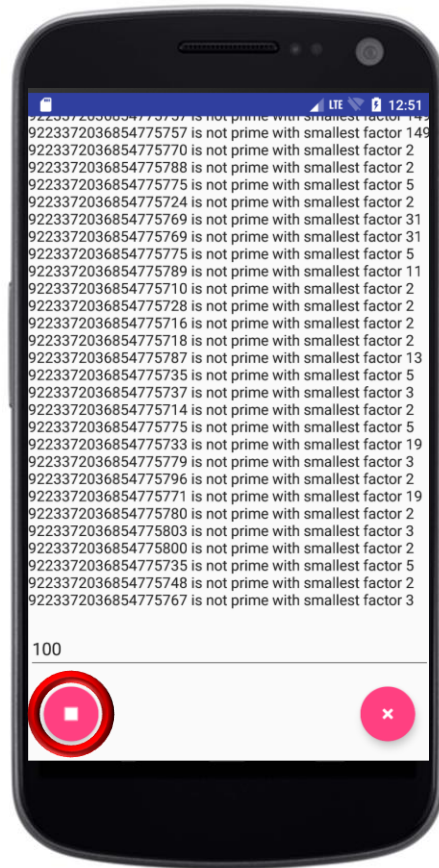 LTE 12:51
9223372036854775757 is not prime with smallest factor 149
9223372036854775757 is not prime with smallest factor 149
9223372036854775770 is not prime with smallest factor 2
9223372036854775788 is not prime with smallest factor 2
9223372036854775775 is not prime with smallest factor 5
9223372036854775724 is not prime with smallest factor 2
9223372036854775769 is not prime with smallest factor 31
9223372036854775769 is not prime with smallest factor 31
9223372036854775775 is not prime with smallest factor 5
9223372036854775789 is not prime with smallest factor 11
9223372036854775710 is not prime with smallest factor 2
9223372036854775728 is not prime with smallest factor 2
9223372036854775716 is not prime with smallest factor 2
9223372036854775718 is not prime with smallest factor 2
9223372036854775787 is not prime with smallest factor 13
9223372036854775735 is not prime with smallest factor 5
9223372036854775737 is not prime with smallest factor 3
9223372036854775714 is not prime with smallest factor 2
9223372036854775775 is not prime with smallest factor 5
9223372036854775733 is not prime with smallest factor 19
9223372036854775779 is not prime with smallest factor 3
9223372036854775796 is not prime with smallest factor 2
9223372036854775771 is not prime with smallest factor 19
9223372036854775780 is not prime with smallest factor 2
9223372036854775803 is not prime with smallest factor 3
9223372036854775800 is not prime with smallest factor 2
9223372036854775735 is not prime with smallest factor 5
9223372036854775748 is not prime with smallest factor 2
9223372036854775767 is not prime with smallest factor 3
100